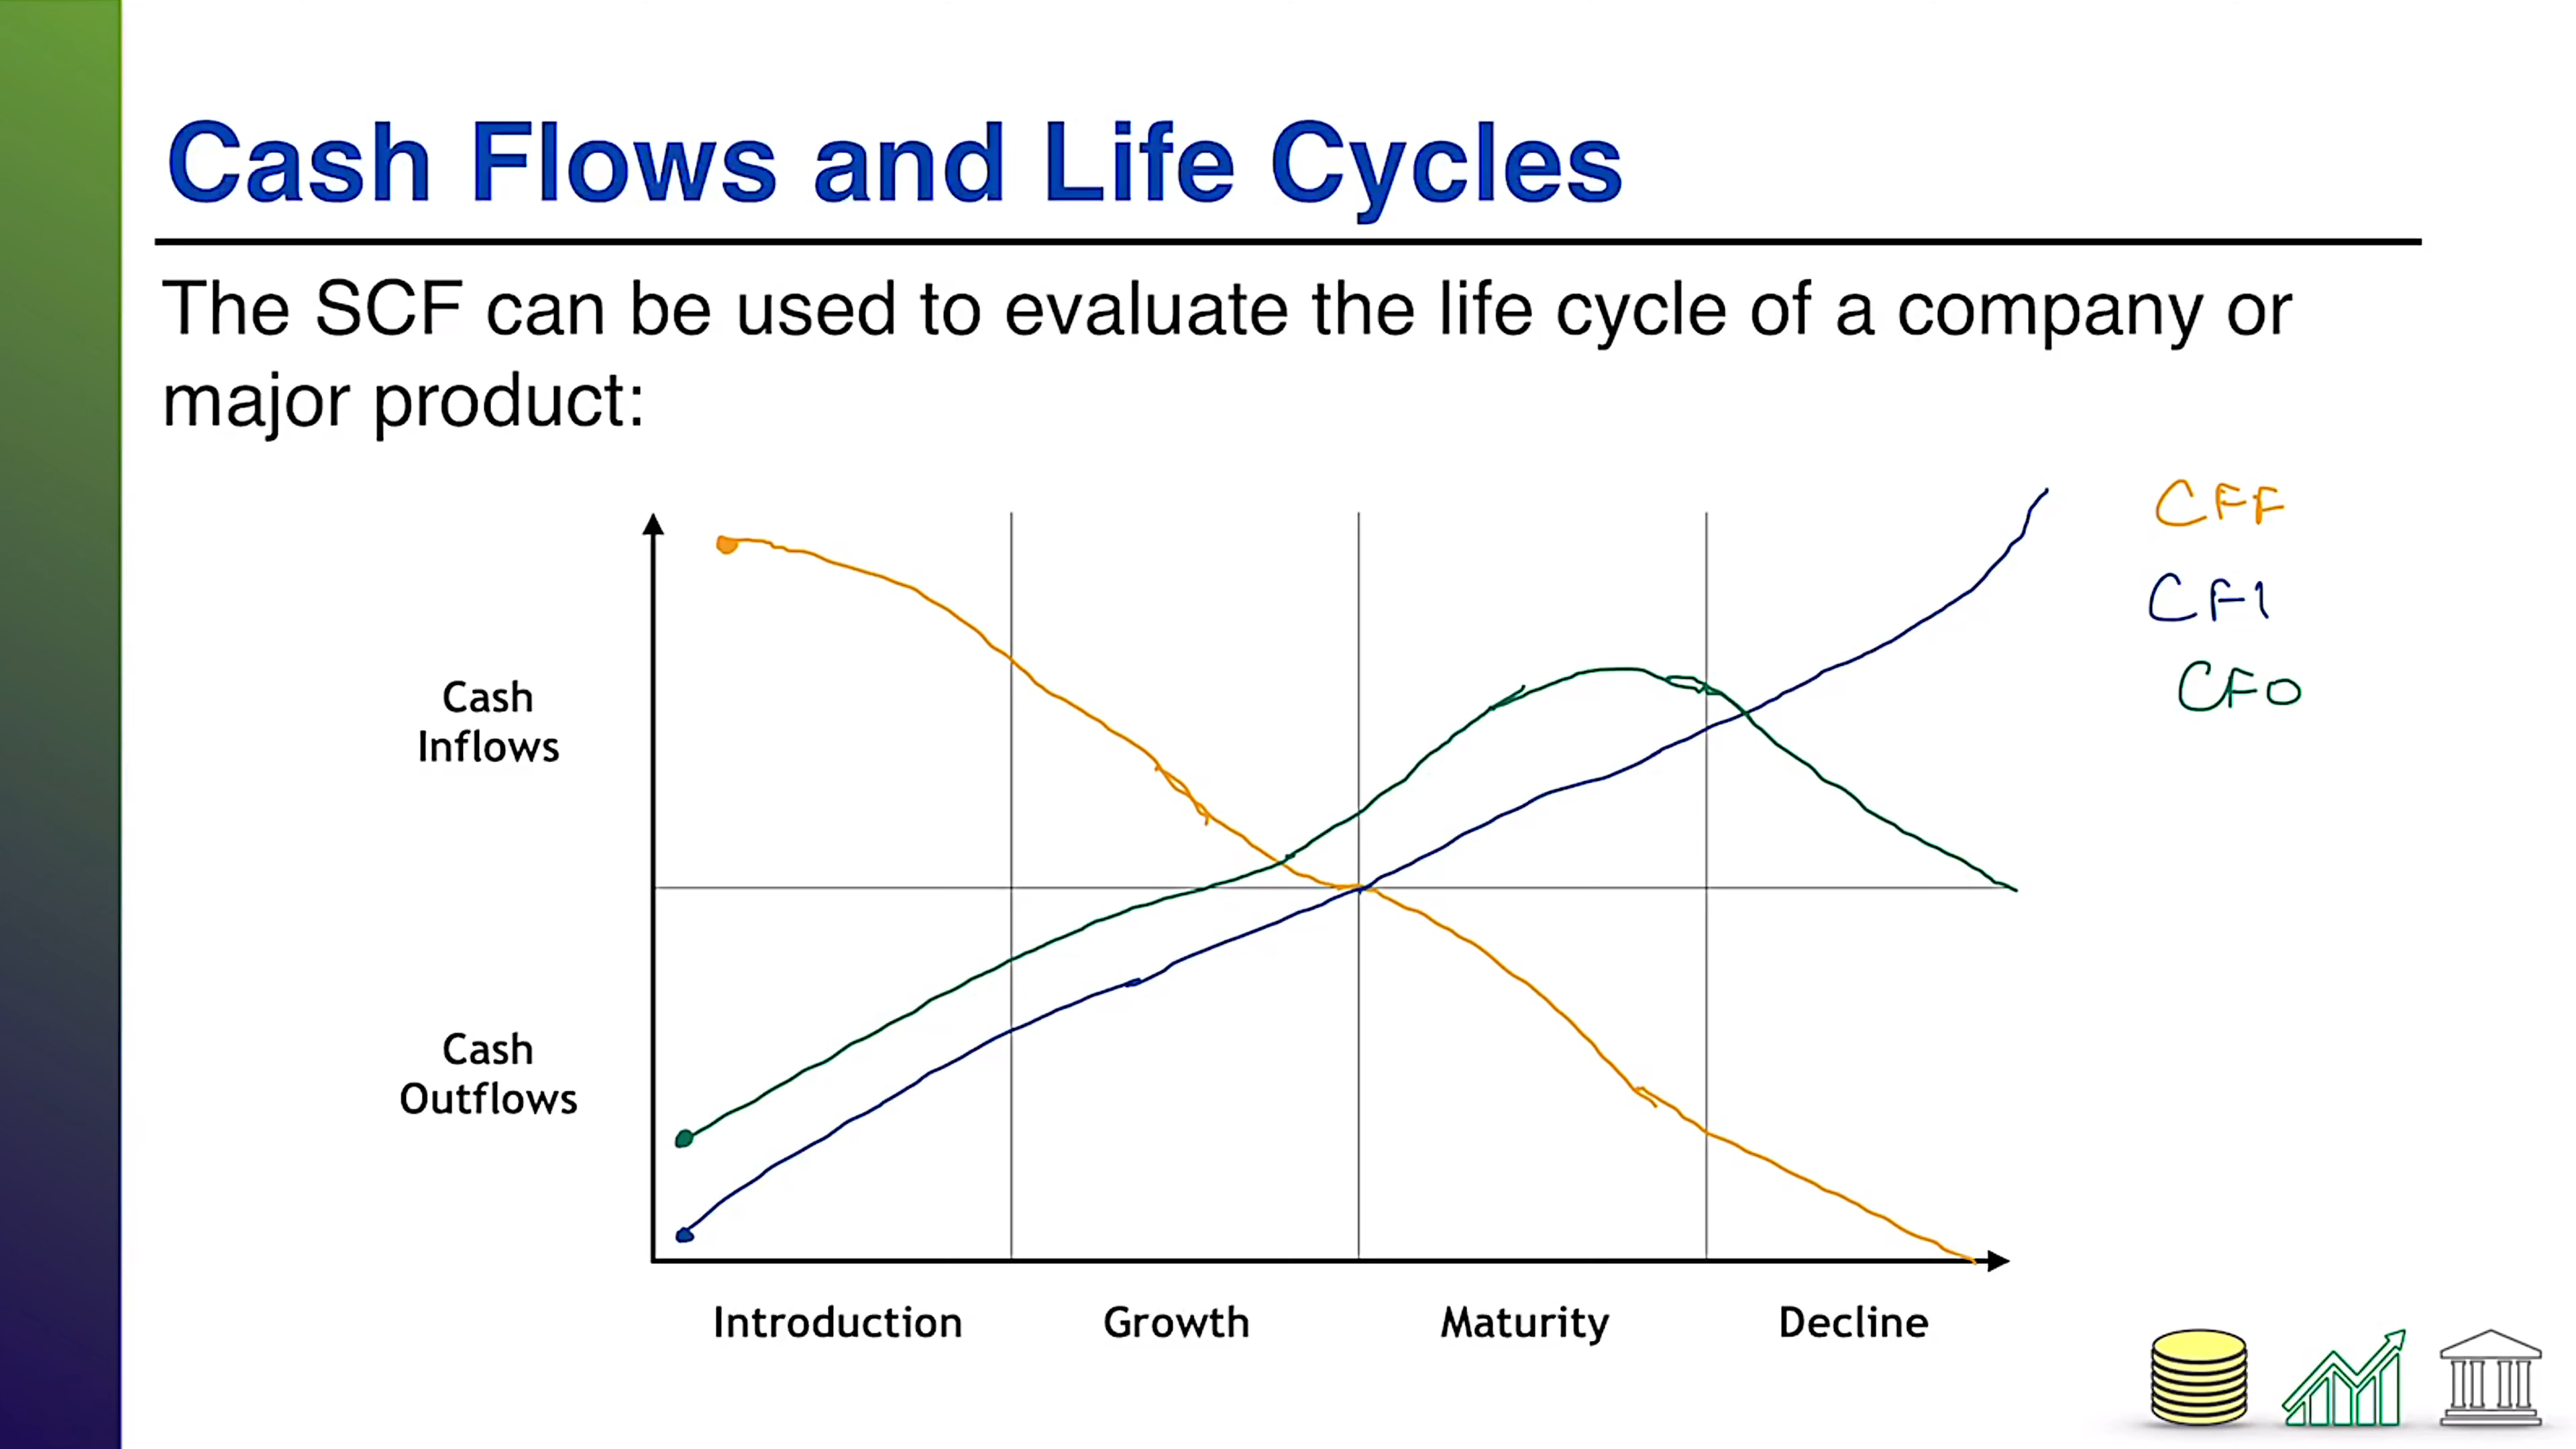 Cash Flows and Life Cycles
The SCF can be used to evaluate the life cycle of a company or
major product:
CFF
CFI
CFO
Cash
Inflows
Cash
Outflows
Introduction Growth Maturity Decline